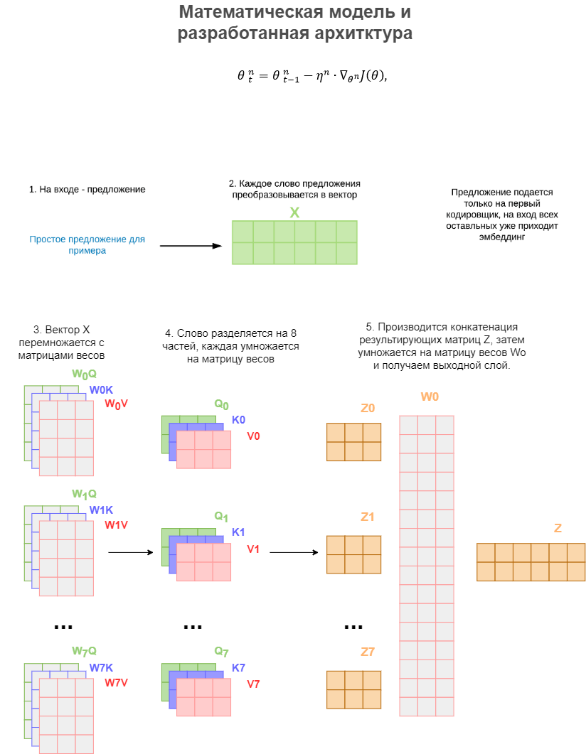 Математическая модель и
разработанная архитктура
θ ⁿₜ = θ ⁿₜ₋₁ − ηⁿ · ∇_θⁿ J(θ),
1. На входе - предложение
2. Каждое слово предложения
преобразовывается в вектор
X
Предложение подается
только на первый
кодировщик, на вход всех
остальных уже приходит
эмбеддинг
Простое предложение для
примера
3. Вектор X
перемножается с
матрицами весов
4. Слово разделяется на 8
частей, каждая умножается
на матрицу весов
5. Производится конкатенация
результирующих матриц Z, затем
умножается на матрицу весов Wo
и получаем выходной слой.
W₀Q
W0K
W₀V
Q₀
K0
V0
Z0
W0
W₁Q
W1K
W1V
Q₁
K1
V1
Z1
Z
...
...
...
W₇Q
W7K
W7V
Q₇
K7
V7
Z7